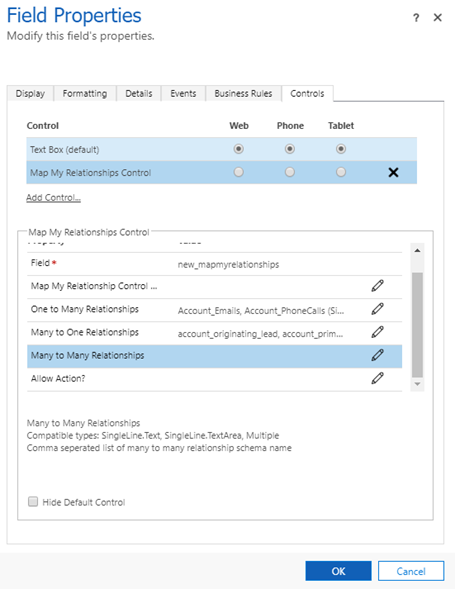 Field Properties
? ×
Modify this field's properties.
Display Formatting Details Events Business Rules Controls
Control Web Phone Tablet
Text Box (default)
Map My Relationships Control
Add Control...
Map My Relationships Control
Property Value
Field * new_mapmyrelationships
Map My Relationship Control ...
One to Many Relationships Account_Emails, Account_PhoneCalls (Si...
Many to One Relationships account_originating_lead, account_prim...
Many to Many Relationships
Allow Action?
Many to Many Relationships
Compatible types: SingleLine.Text, SingleLine.TextArea, Multiple
Comma seperated list of many to many relationship schema name
Hide Default Control
OK Cancel